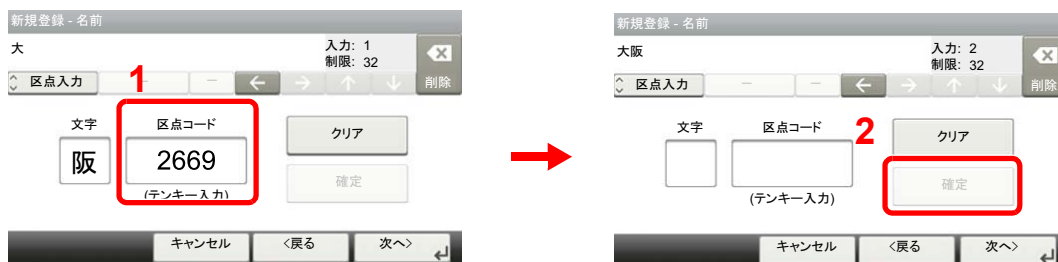 新規登録 - 名前
大
入力: 1
制限: 32
区点入力
削除
1
文字
区点コード
阪
2669
(テンキー入力)
クリア
確定
キャンセル
<戻る
次へ>
新規登録 - 名前
大阪
入力: 2
制限: 32
区点入力
削除
文字
区点コード
2
(テンキー入力)
クリア
確定
キャンセル
<戻る
次へ>